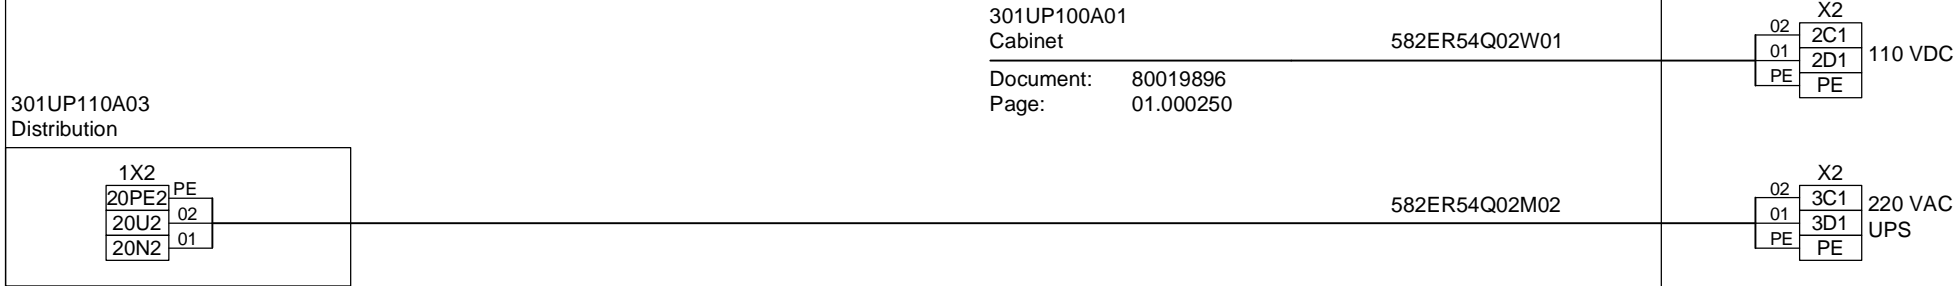 301UP100A01
Cabinet
Document: 80019896
Page: 01.000250
582ER54Q02W01
X2
02 2C1
01 2D1
PE PE
110 VDC
301UP110A03
Distribution
1X2
20PE2 PE
20U2 02
20N2 01
582ER54Q02M02
X2
02 3C1
01 3D1
PE PE
220 VAC
UPS